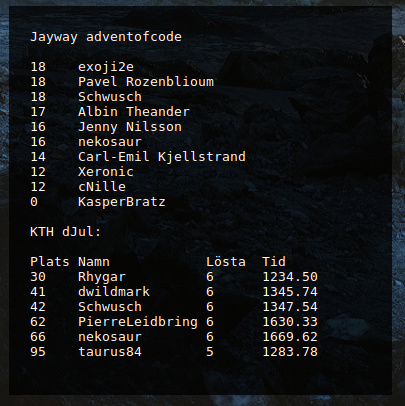 Jayway adventofcode
18 exoji2e
18 Pavel Rozenblioum
18 Schwusch
17 Albin Theander
16 Jenny Nilsson
16 nekosaur
14 Carl-Emil Kjellstrand
12 Xeronic
12 cNille
0 KasperBratz
KTH dJul:
Plats Namn Lösta Tid
30 Rhygar 6 1234.50
41 dwildmark 6 1345.74
42 Schwusch 6 1347.54
62 PierreLeidbring 6 1630.33
66 nekosaur 6 1669.62
95 taurus84 5 1283.78